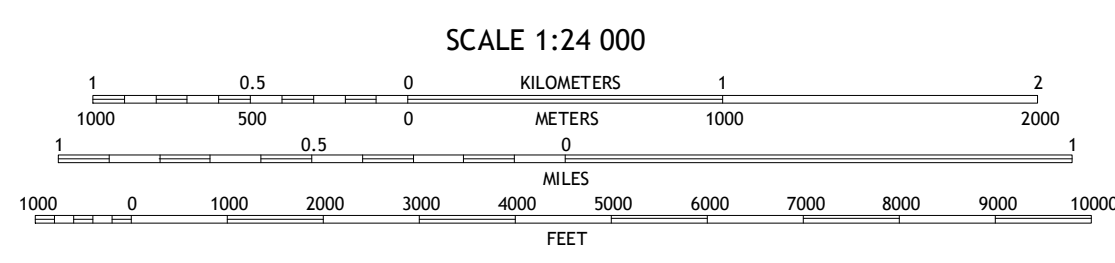 SCALE 1:24 000
1 0.5 0 KILOMETERS 1 2
1000 500 0 METERS 1000 2000
1 0.5 0 1
MILES
1000 0 1000 2000 3000 4000 5000 6000 7000 8000 9000 10000
FEET